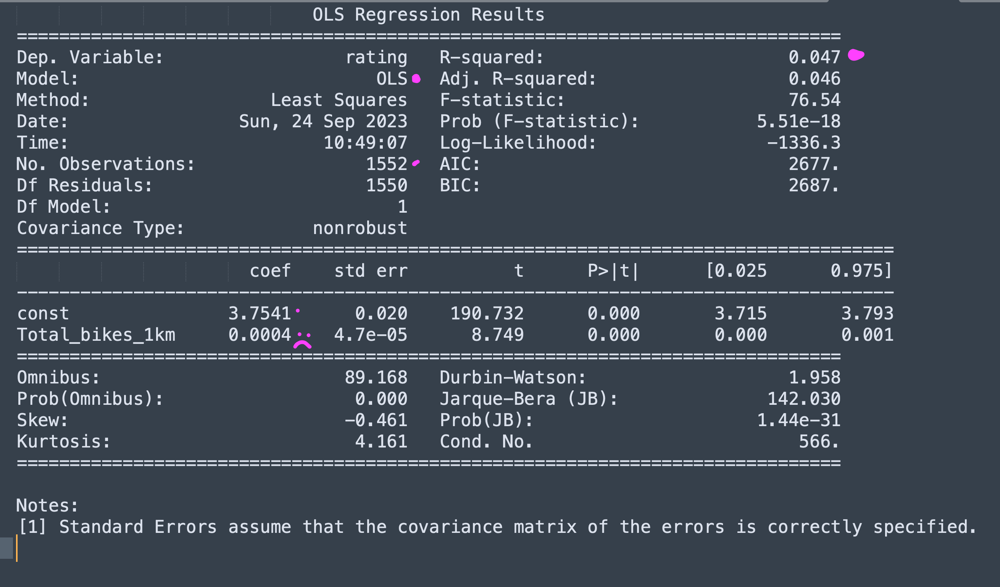 OLS Regression Results
==============================================================================
Dep. Variable: rating R-squared: 0.047
Model: OLS Adj. R-squared: 0.046
Method: Least Squares F-statistic: 76.54
Date: Sun, 24 Sep 2023 Prob (F-statistic): 5.51e-18
Time: 10:49:07 Log-Likelihood: -1336.3
No. Observations: 1552 AIC: 2677.
Df Residuals: 1550 BIC: 2687.
Df Model: 1
Covariance Type: nonrobust
===================================================================================
coef std err t P>|t| [0.025 0.975]
-----------------------------------------------------------------------------------
const 3.7541 0.020 190.732 0.000 3.715 3.793
Total_bikes_1km 0.0004 4.7e-05 8.749 0.000 0.000 0.001
==============================================================================
Omnibus: 89.168 Durbin-Watson: 1.958
Prob(Omnibus): 0.000 Jarque-Bera (JB): 142.030
Skew: -0.461 Prob(JB): 1.44e-31
Kurtosis: 4.161 Cond. No. 566.
==============================================================================
Notes:
[1] Standard Errors assume that the covariance matrix of the errors is correctly specified.